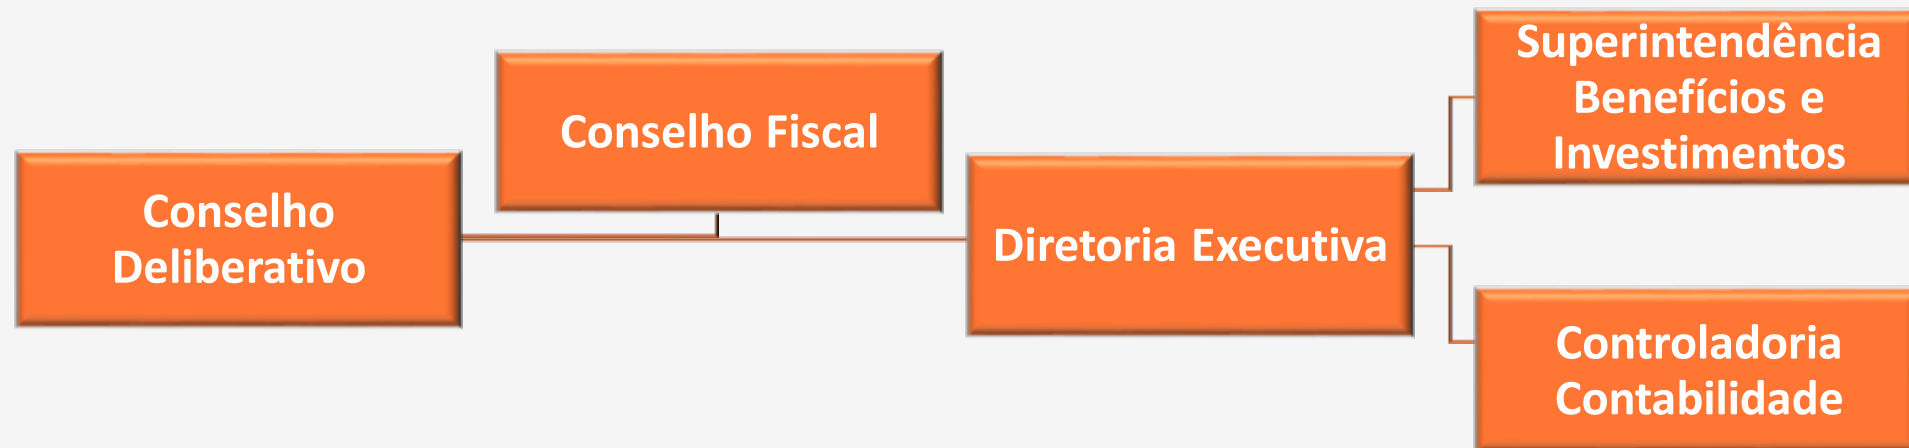 Conselho
Deliberativo
Conselho Fiscal
Diretoria Executiva
Superintendência
Benefícios e
Investimentos
Controladoria
Contabilidade